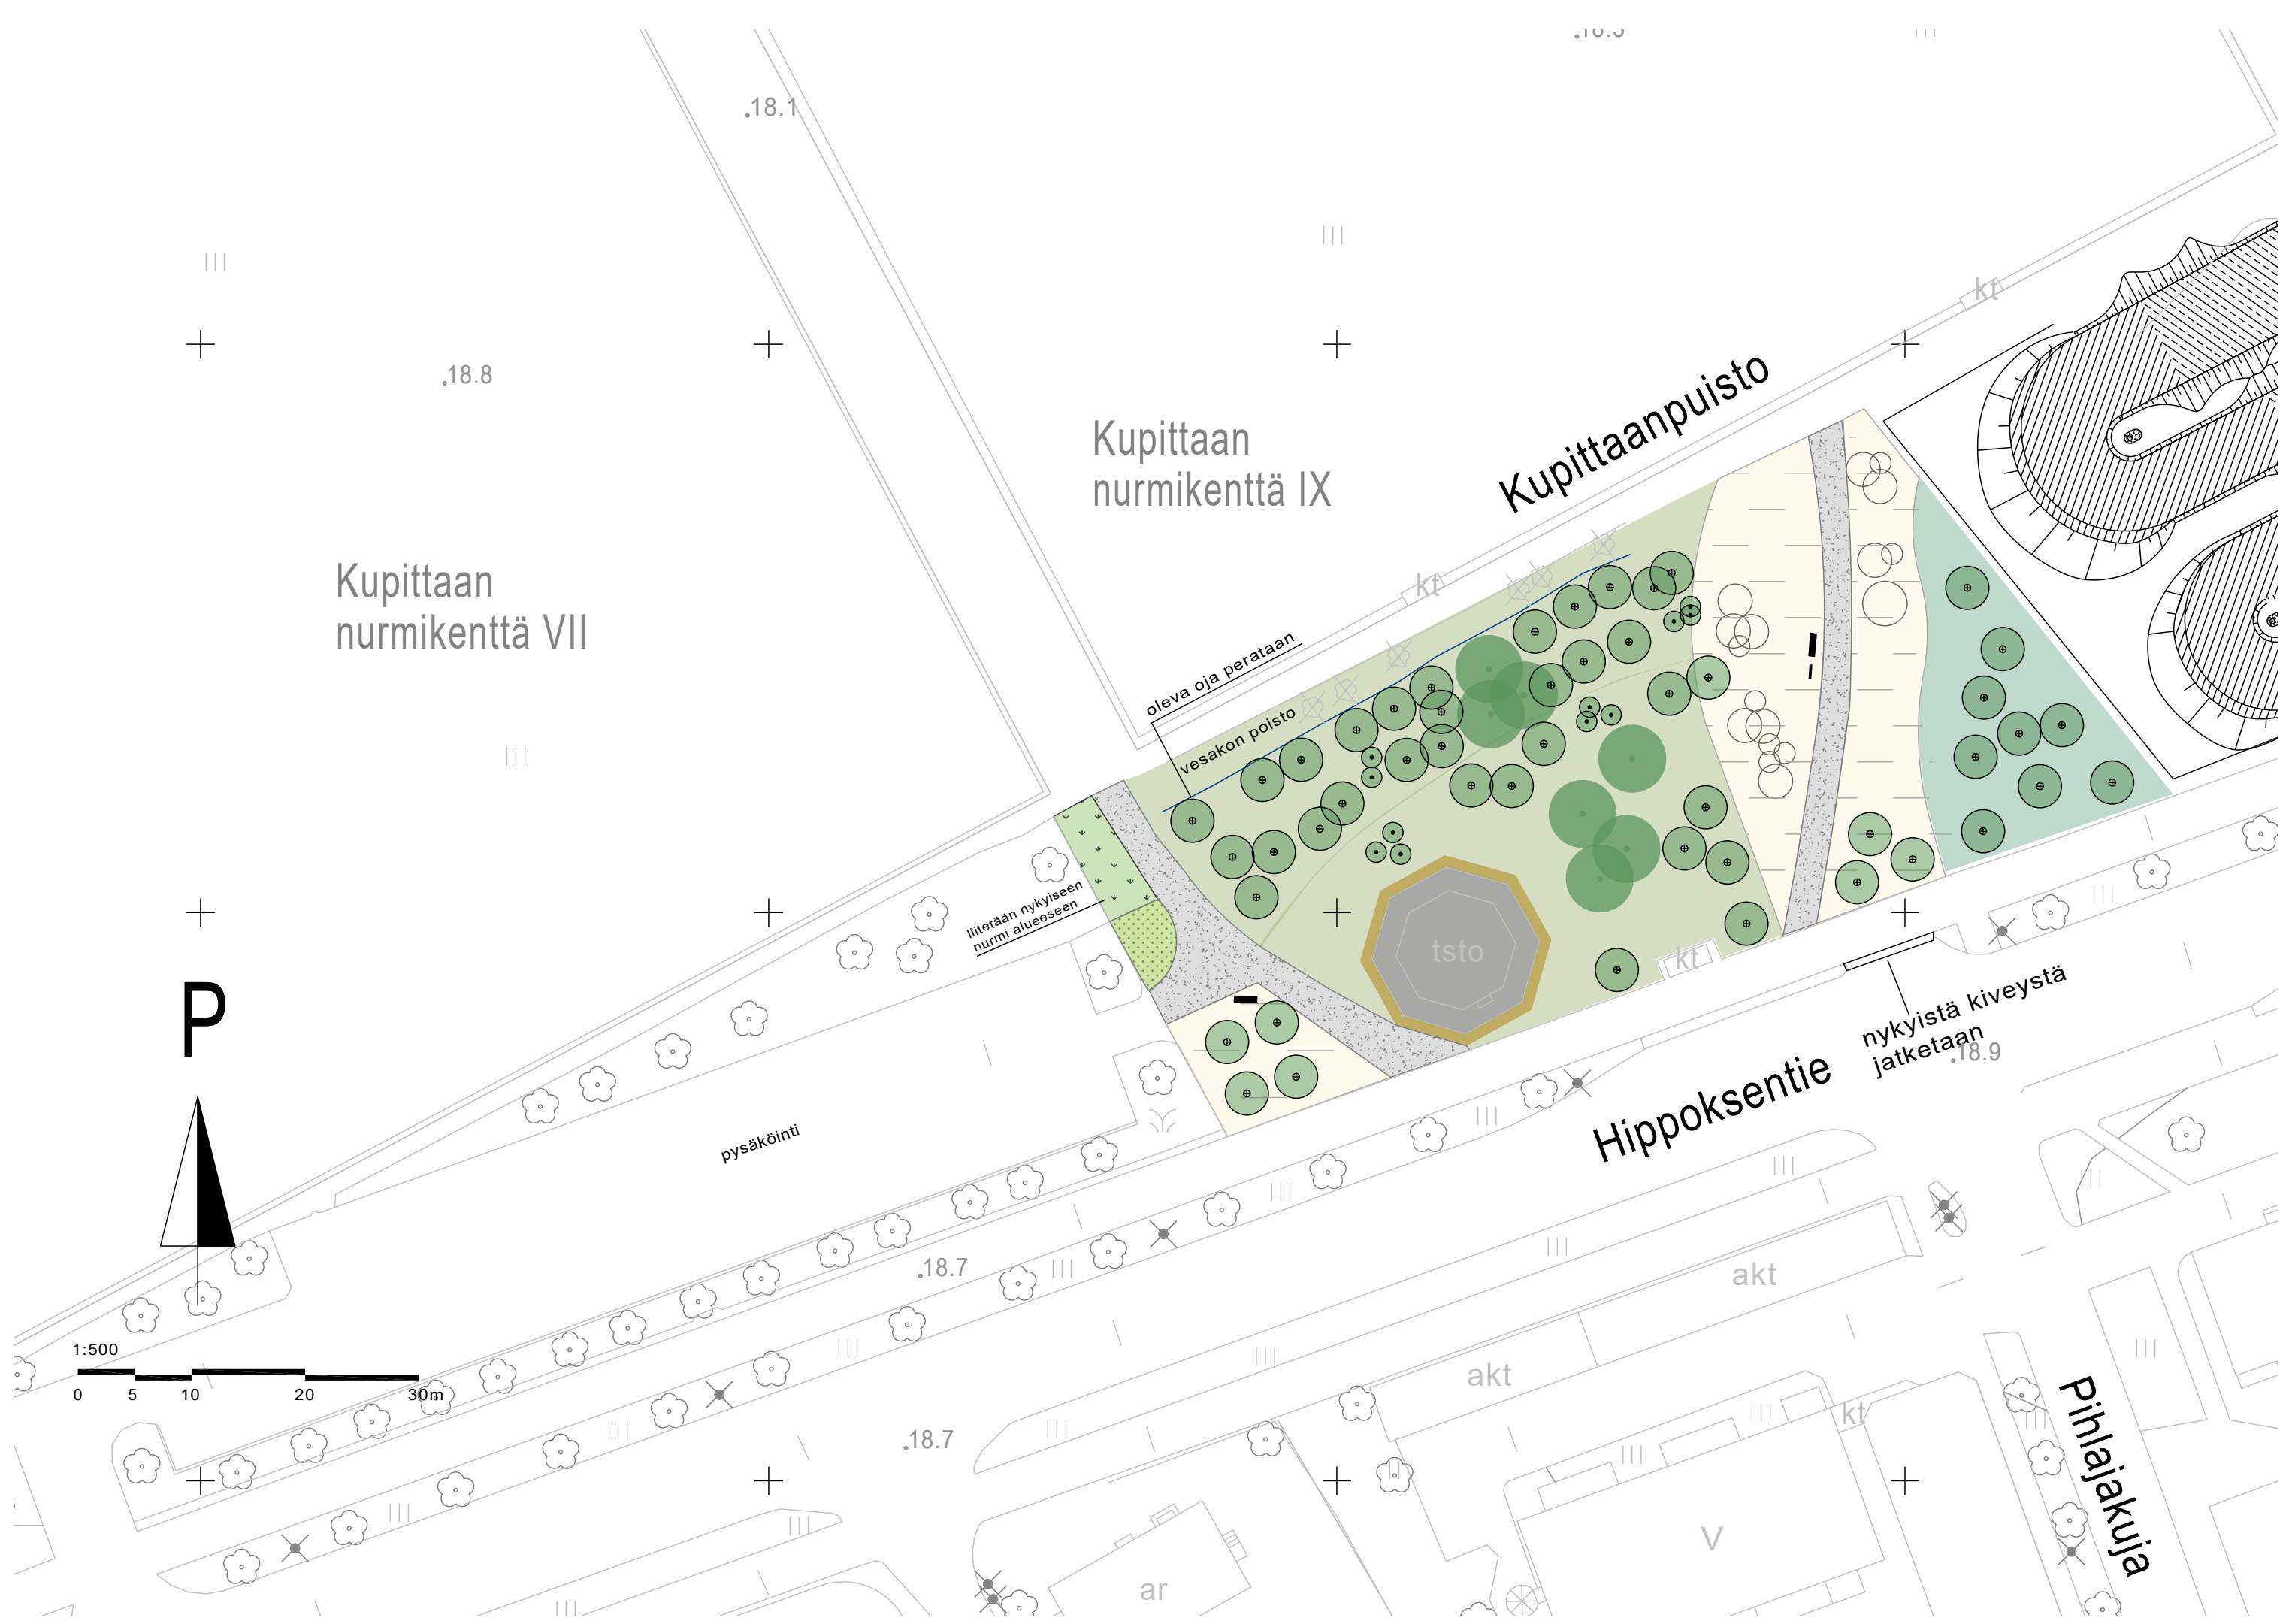 18.1
18.8
Kupittaan
nurmikenttä VII
Kupittaan
nurmikenttä IX
Kupittaanpuisto
kt
kt
oleva oja perataan
vesakon poisto
liitetään nykyiseen
nurmi alueeseen
tsto
kt
nykyistä kiveystä
jatketaan
18.9
Hippoksentie
P
pysäköinti
18.7
akt
akt
1:500
0 5 10 20 30m
18.7
kt
V
ar
Pihlajakuja